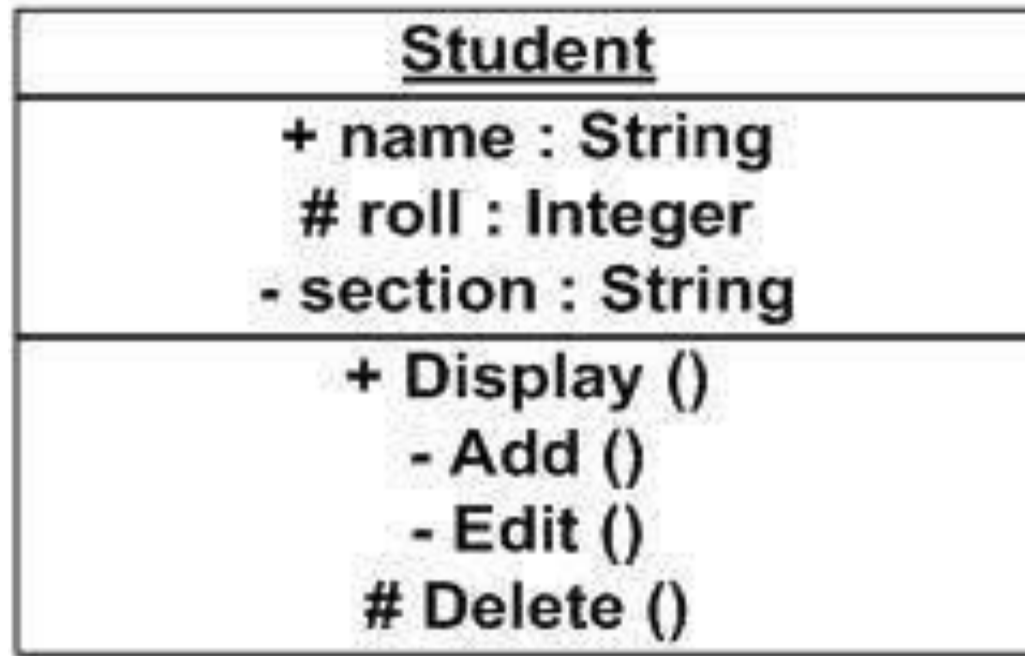 Student
+ name : String
# roll : Integer
- section : String
+ Display ()
- Add ()
- Edit ()
# Delete ()